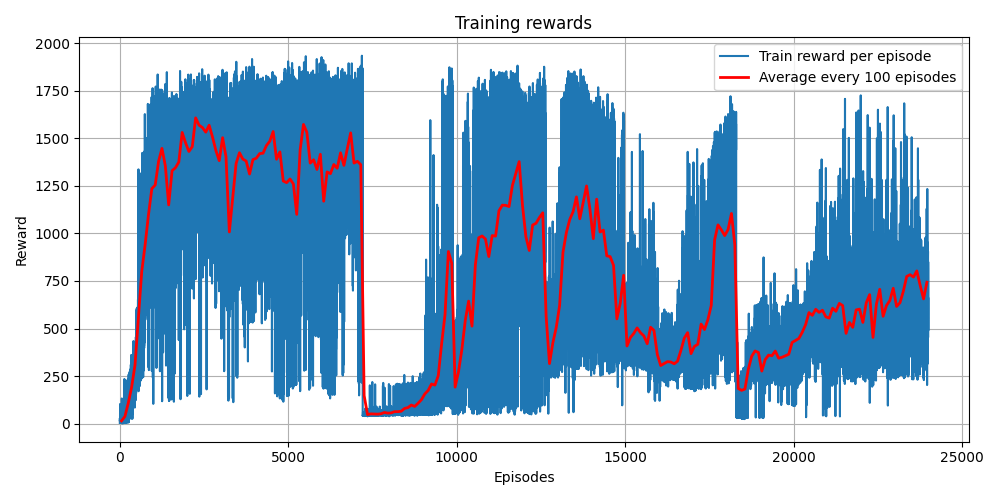 Training rewards
Train reward per episode
Average every 100 episodes
Reward
2000
1750
1500
1250
1000
750
500
250
0
0 5000 10000 15000 20000 25000
Episodes